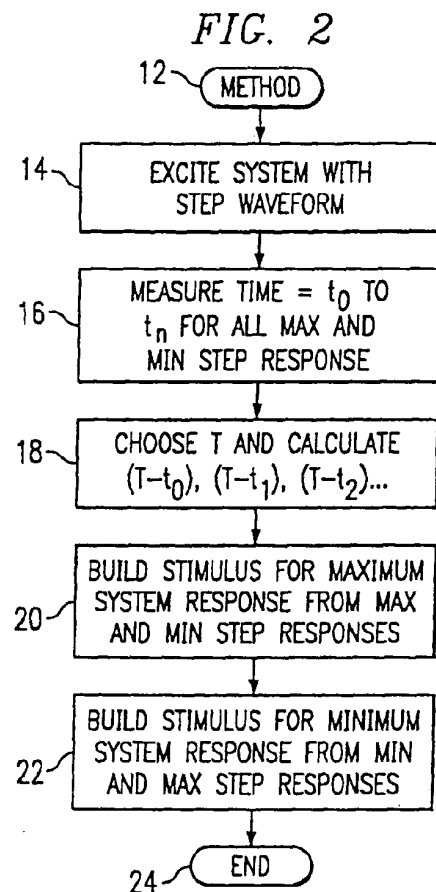 FIG. 2
12 METHOD
14 EXCITE SYSTEM WITH
STEP WAVEFORM
MEASURE TIME = t0 TO
16 tn FOR ALL MAX AND
MIN STEP RESPONSE
18 CHOOSE T AND CALCULATE
(T-t0), (T-t1), (T-t2)...
BUILD STIMULUS FOR MAXIMUM
20 SYSTEM RESPONSE FROM MAX
AND MIN STEP RESPONSES
BUILD STIMULUS FOR MINIMUM
22 SYSTEM RESPONSE FROM MIN
AND MAX STEP RESPONSES
24 END